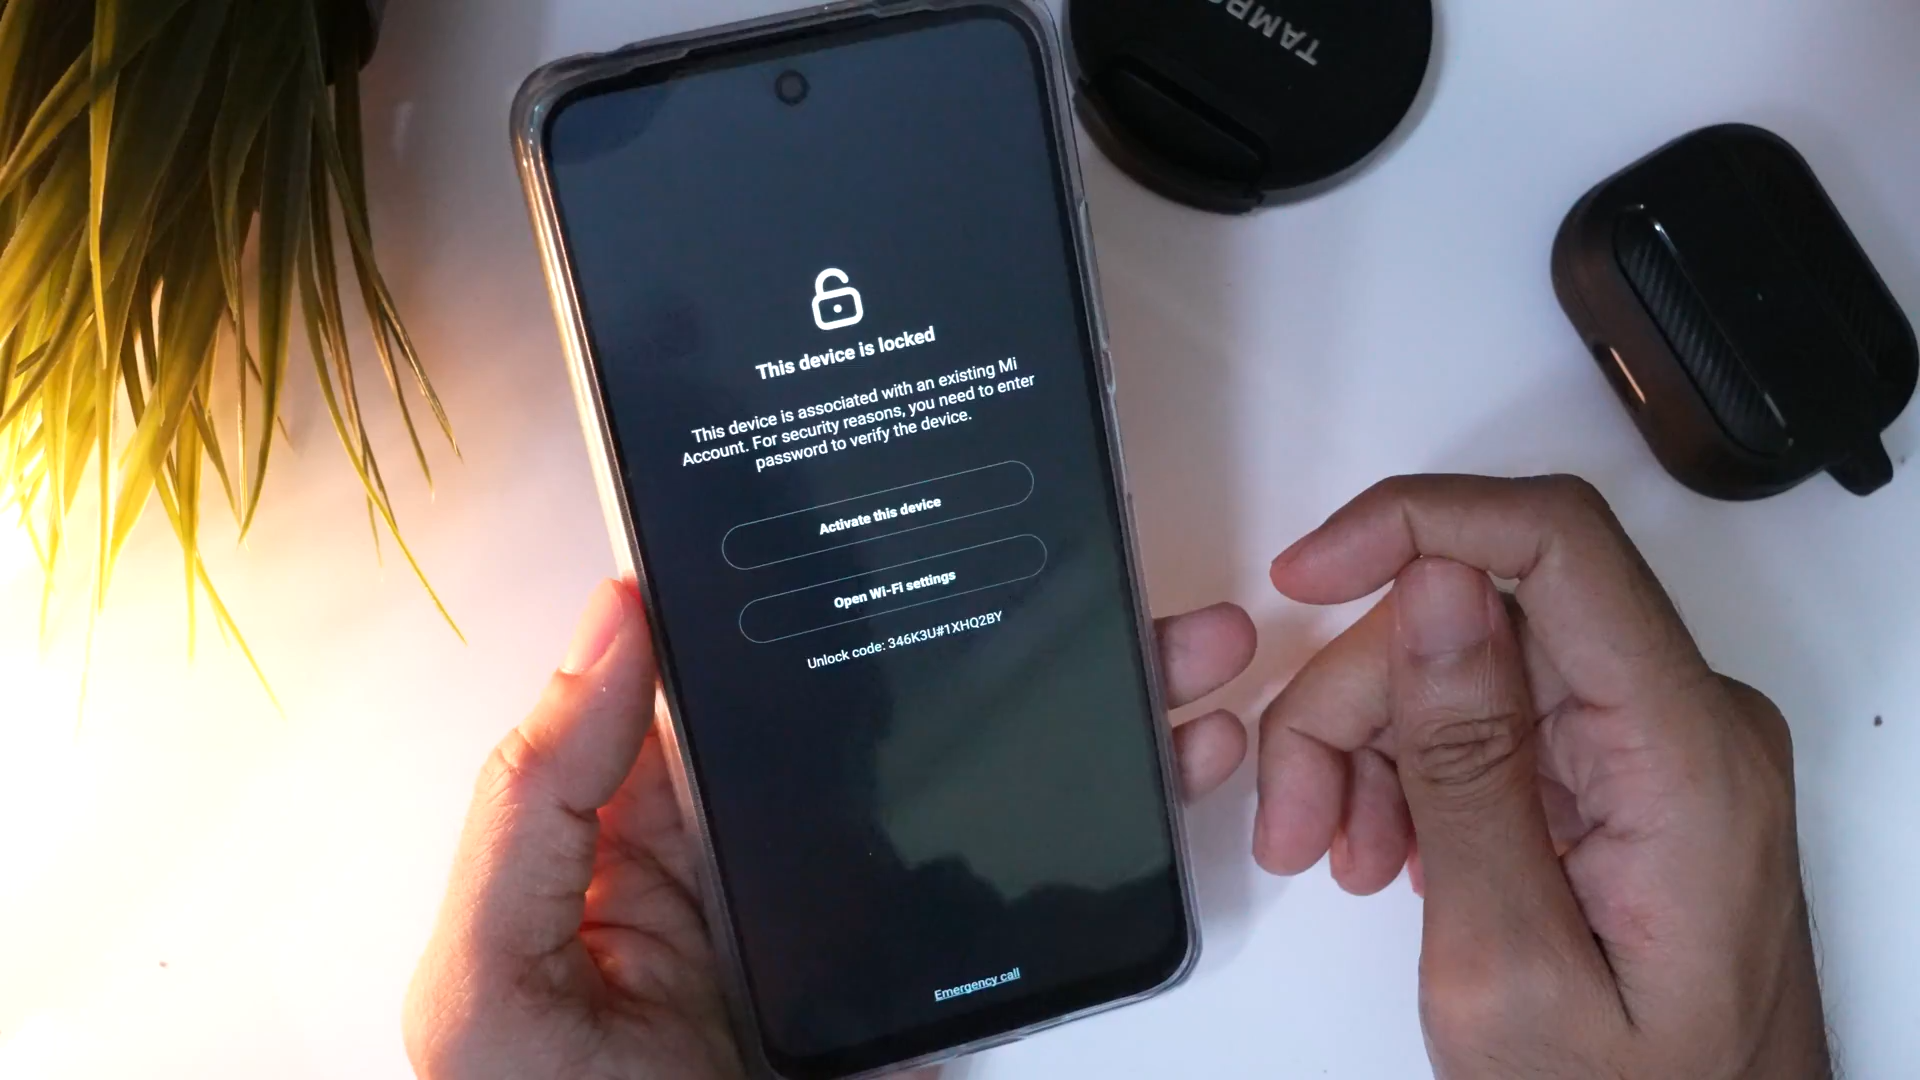 TAMRO
This device is locked
This device is associated with an existing Mi
Account. For security reasons, you need to enter
password to verify the device.
Activate this device
Open Wi-Fi settings
Unlock code: 346K3U#1XHQ2BY
Emergency call